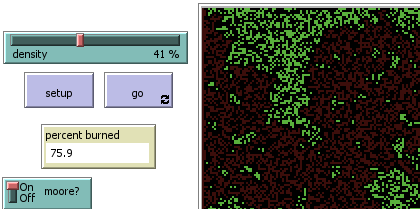 density 41 %
setup go
percent burned
75.9
On
Off moore?